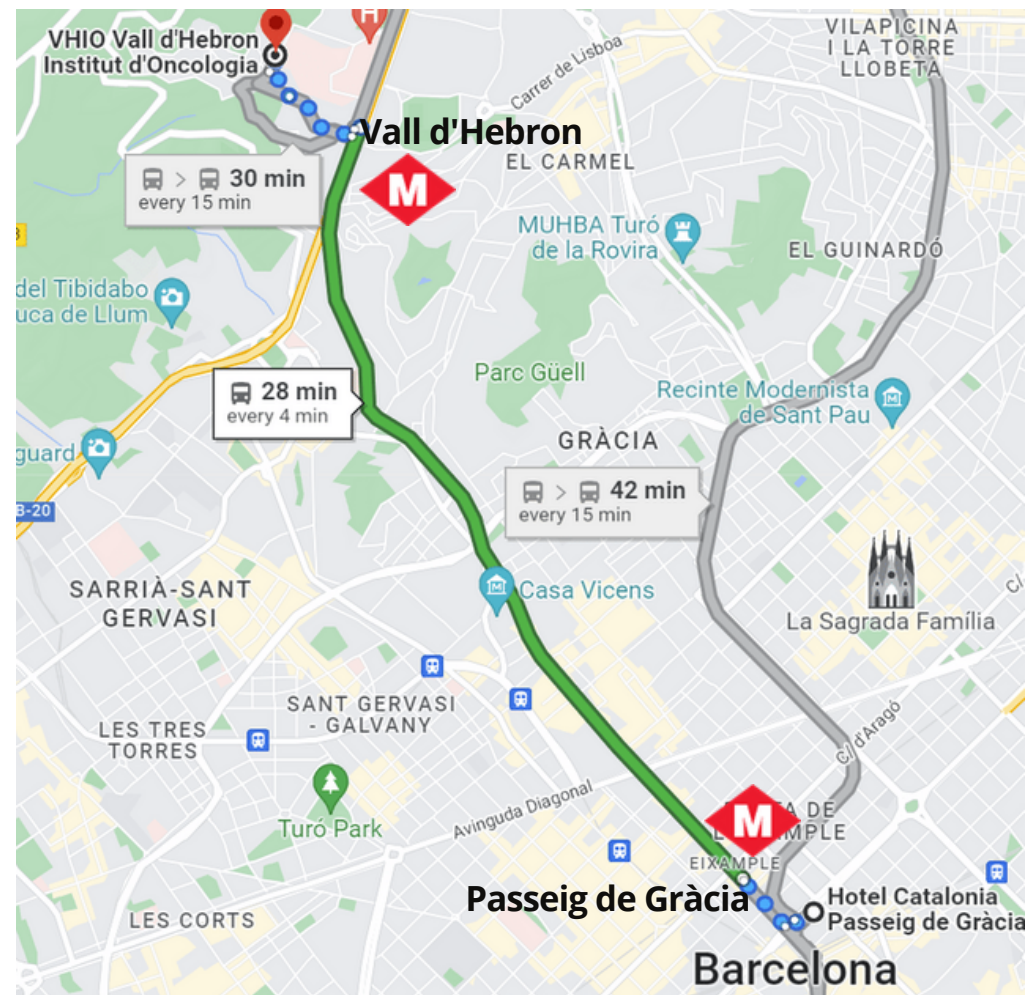 VHIO Vall d'Hebron
Institut d'Oncologia
H
VILAPICINA
I LA TORRE
LLOBETA
Carrer de Lisboa
Vall d'Hebron
M
EL CARMEL
30 min
every 15 min
MUHBA Turó
de la Rovira
EL GUINARDÓ
del Tibidabo
uca de Llum
28 min
every 4 min
Parc Güell
Recinte Modernista
de Sant Pau
GRÀCIA
guard
42 min
every 15 min
B-20
SARRIÀ-SANT
GERVASI
Casa Vicens
C/
La Sagrada Família
SANT GERVASI
- GALVANY
LES TRES
TORRES
C/ d'Aragó
Turó Park
Avinguda Diagonal
M
DE
EIXAMPLE
Passeig de Gràcia
Hotel Catalonia
Passeig de Gràcia
LES CORTS
Barcelona